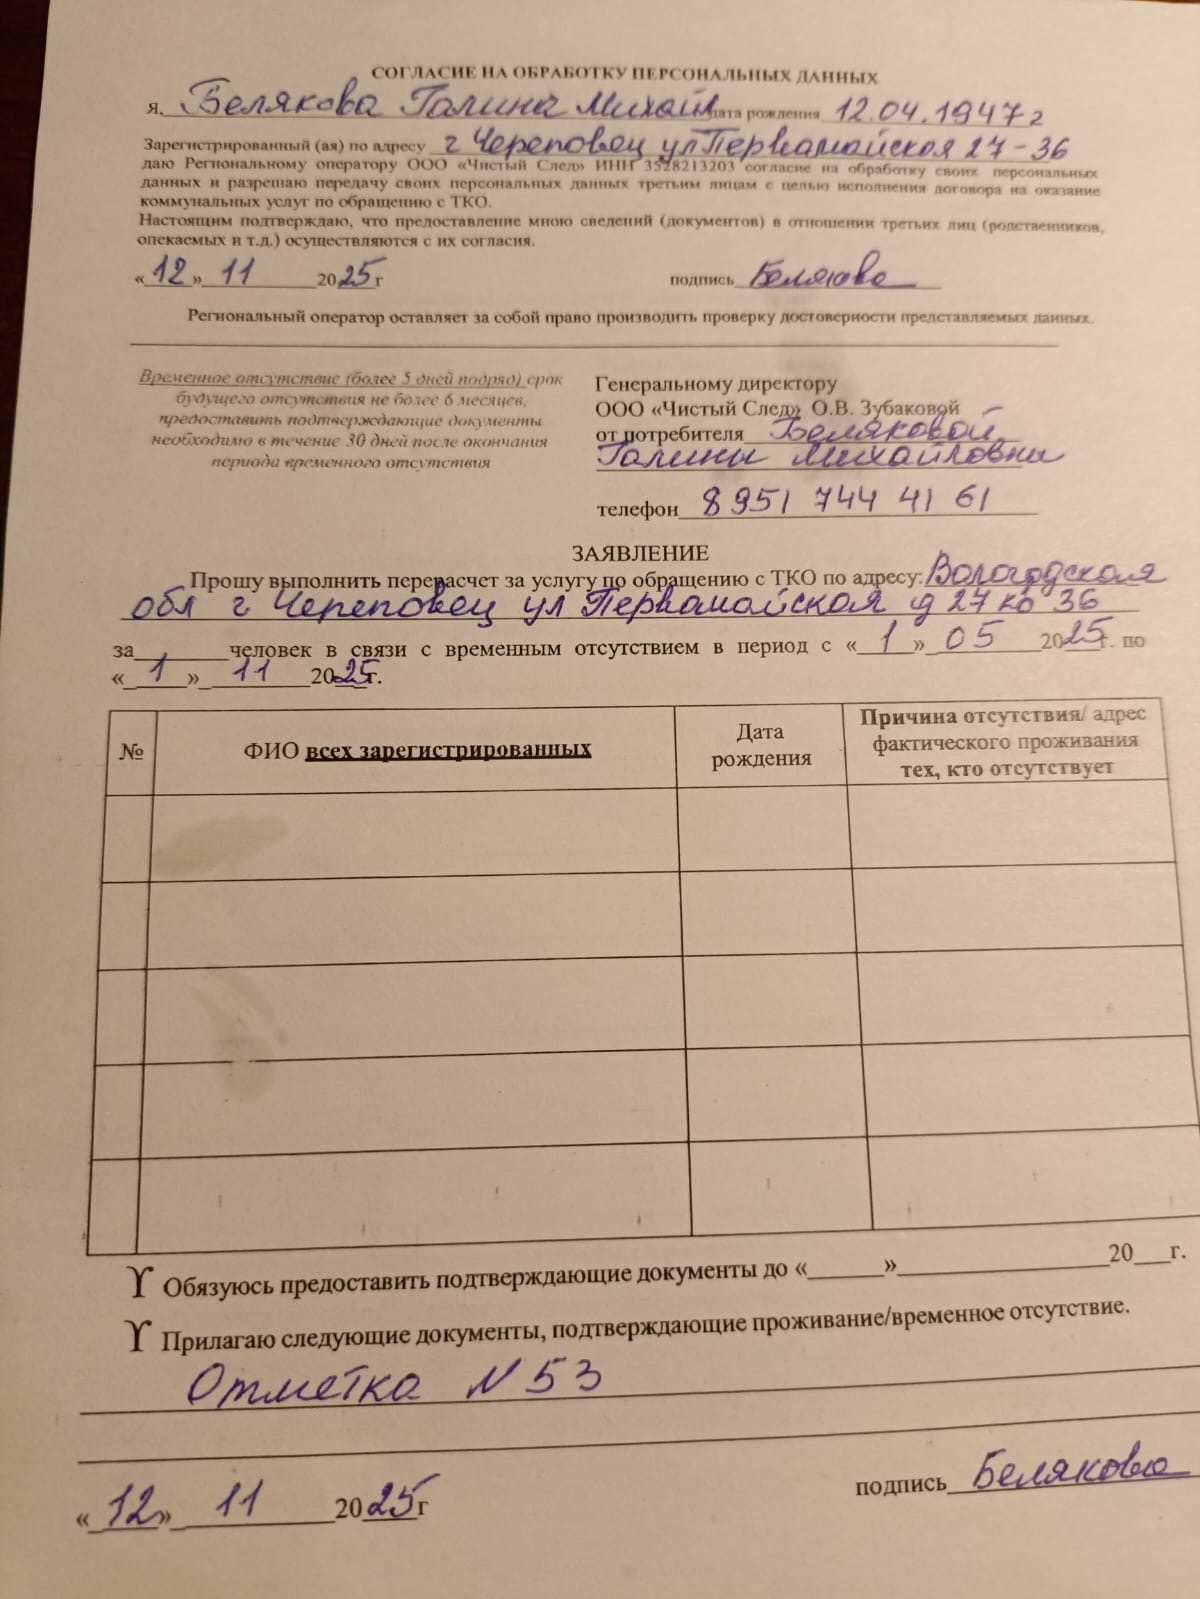 СОГЛАСИЕ НА ОБРАБОТКУ ПЕРСОНАЛЬНЫХ ДАННЫХ
Я, Белякова Галина Михайл дата рождения 12.04.1947 г
Зарегистрированный (ая) по адресу г Череповец ул Первамайская 27-36
даю Региональному оператору ООО «Чистый След» ИНН 3528213203 согласие на обработку своих персональных
данных и разрешаю передачу своих персональных данных третьим лицам с целью исполнения договора на оказание
коммунальных услуг по обращению с ТКО.
Настоящим подтверждаю, что предоставление мною сведений (документов) в отношении третьих лиц (родственников,
опекаемых и т.д.) осуществляются с их согласия.
«12» 11 2025г подпись Белякова
Региональный оператор оставляет за собой право производить проверку достоверности представляемых данных.
Временное отсутствие (более 5 дней подряд) срок
будущего отсутствия не более 6 месяцев,
предоставить подтверждающие документы
необходимо в течение 30 дней после окончания
периода временного отсутствия
Генеральному директору
ООО «Чистый След» О.В. Зубаковой
от потребителя Беляковой
Галины Михайловны
телефон 8 951 744 41 61
ЗАЯВЛЕНИЕ
Прошу выполнить перерасчет за услугу по обращению с ТКО по адресу: Вологодская
обл г Череповец ул Первомайская д 27 кв 36
за человек в связи с временным отсутствием в период с «1» 05 2025г. по
«1» 11 2025г.
№
ФИО всех зарегистрированных
Дата
рождения
Причина отсутствия/ адрес
фактического проживания
тех, кто отсутствует
ϒ Обязуюсь предоставить подтверждающие документы до «______»________________20___г.
ϒ Прилагаю следующие документы, подтверждающие проживание/временное отсутствие.
Отметка N 53
«12» 11 2025г подпись Белякова